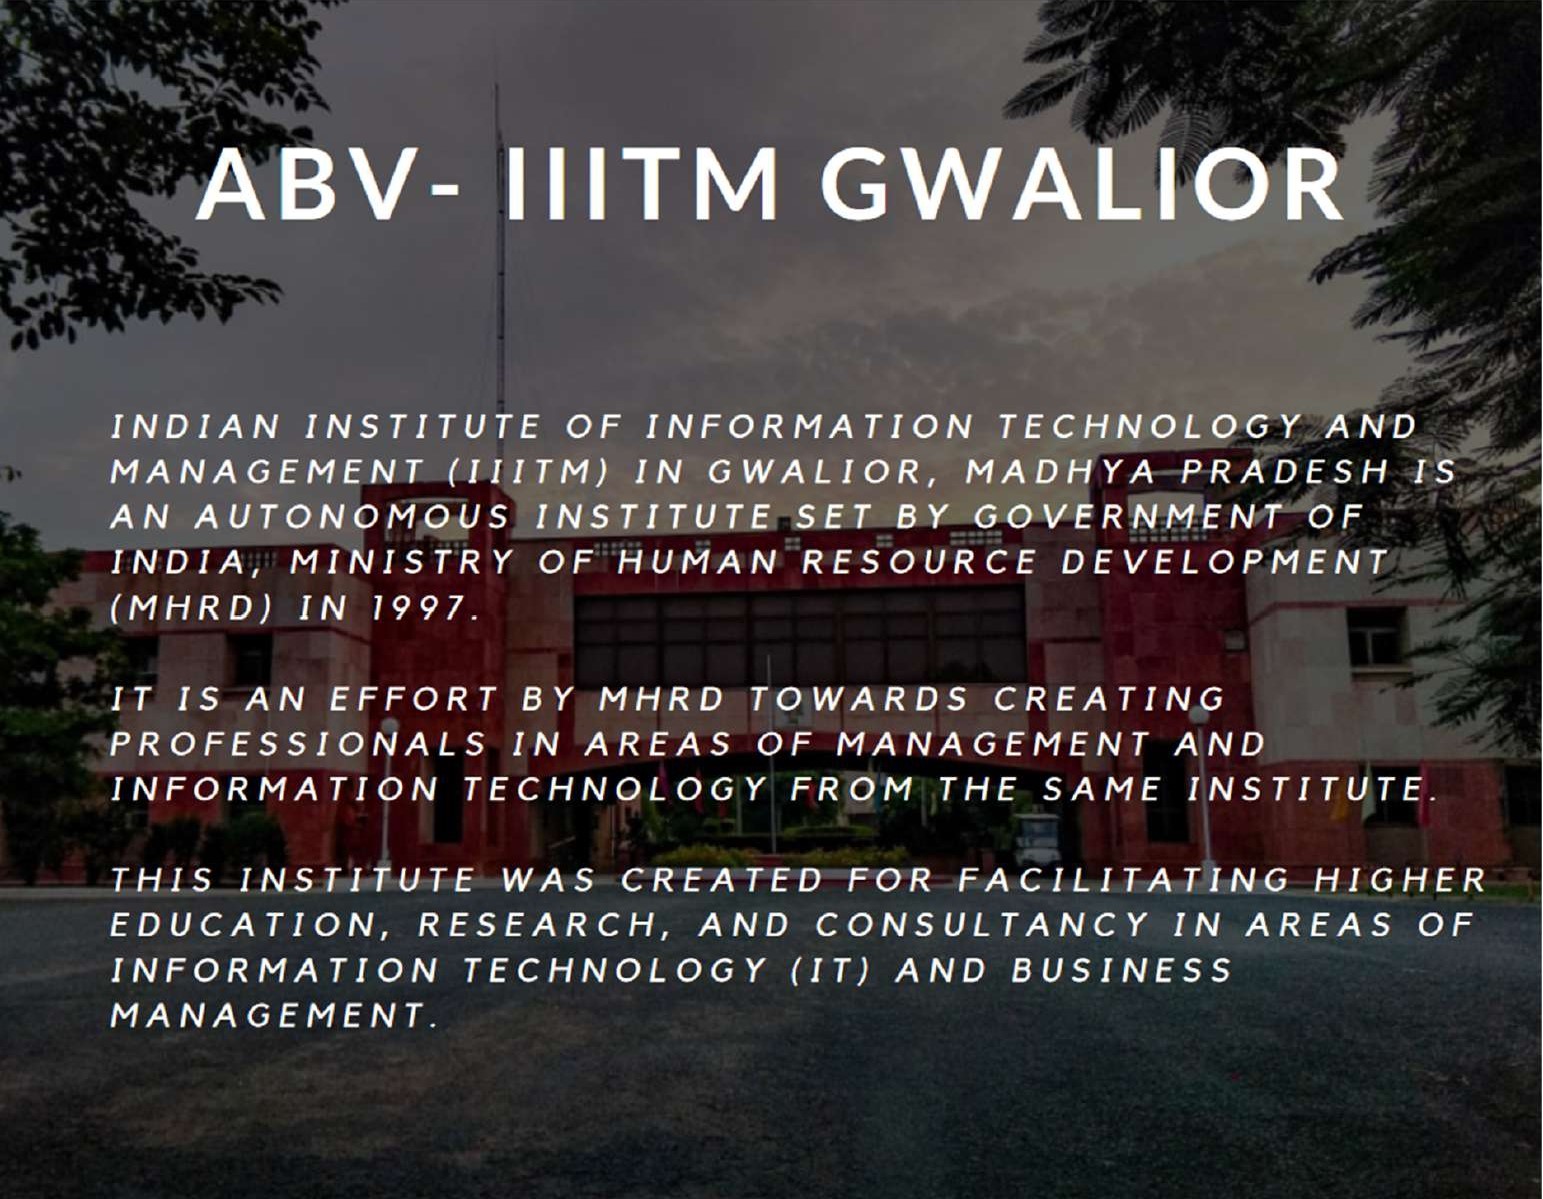 ABV- IIITM GWALIOR
INDIAN INSTITUTE OF INFORMATION TECHNOLOGY AND
MANAGEMENT (IIITM) IN GWALIOR, MADHYA PRADESH IS
AN AUTONOMOUS INSTITUTE SET BY GOVERNMENT OF
INDIA, MINISTRY OF HUMAN RESOURCE DEVELOPMENT
(MHRD) IN 1997.
IT IS AN EFFORT BY MHRD TOWARDS CREATING
PROFESSIONALS IN AREAS OF MANAGEMENT AND
INFORMATION TECHNOLOGY FROM THE SAME INSTITUTE.
THIS INSTITUTE WAS CREATED FOR FACILITATING HIGHER
EDUCATION, RESEARCH, AND CONSULTANCY IN AREAS OF
INFORMATION TECHNOLOGY (IT) AND BUSINESS
MANAGEMENT.